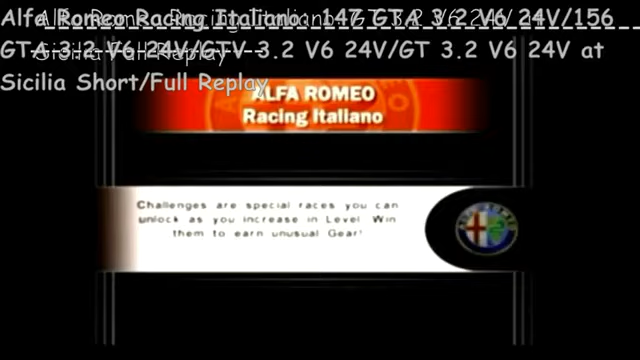 Alfa Romeo Racing Italiano: 147 GTA 3.2 V6 24V/156
GTA 3.2 V6 24V/GTV 3.2 V6 24V/GT 3.2 V6 24V at
Sicilia Short/Full Replay
ALFA ROMEO
Racing Italiano
Challenges are special races you can
unlock as you increase in Level. Win
them to earn unusual Gear!